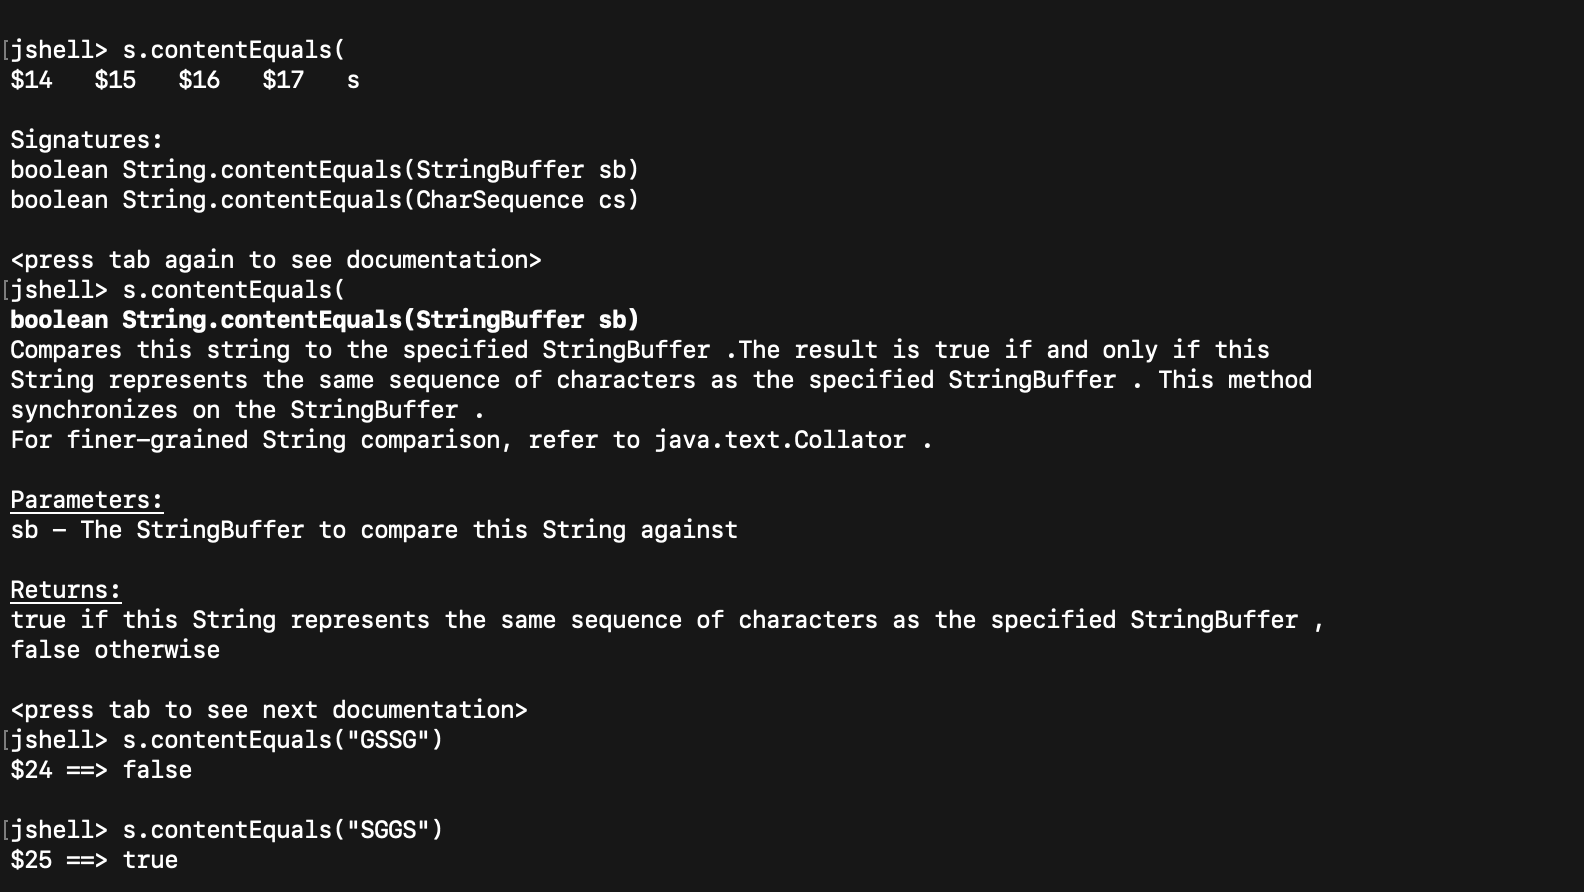 [jshell> s.contentEquals(
$14   $15   $16   $17   s
Signatures:
boolean String.contentEquals(StringBuffer sb)
boolean String.contentEquals(CharSequence cs)
<press tab again to see documentation>
[jshell> s.contentEquals(
boolean String.contentEquals(StringBuffer sb)
Compares this string to the specified StringBuffer .The result is true if and only if this
String represents the same sequence of characters as the specified StringBuffer . This method
synchronizes on the StringBuffer .
For finer-grained String comparison, refer to java.text.Collator .
Parameters:
sb - The StringBuffer to compare this String against
Returns:
true if this String represents the same sequence of characters as the specified StringBuffer ,
false otherwise
<press tab to see next documentation>
[jshell> s.contentEquals("GSSG")
$24 ==> false
[jshell> s.contentEquals("SGGS")
$25 ==> true